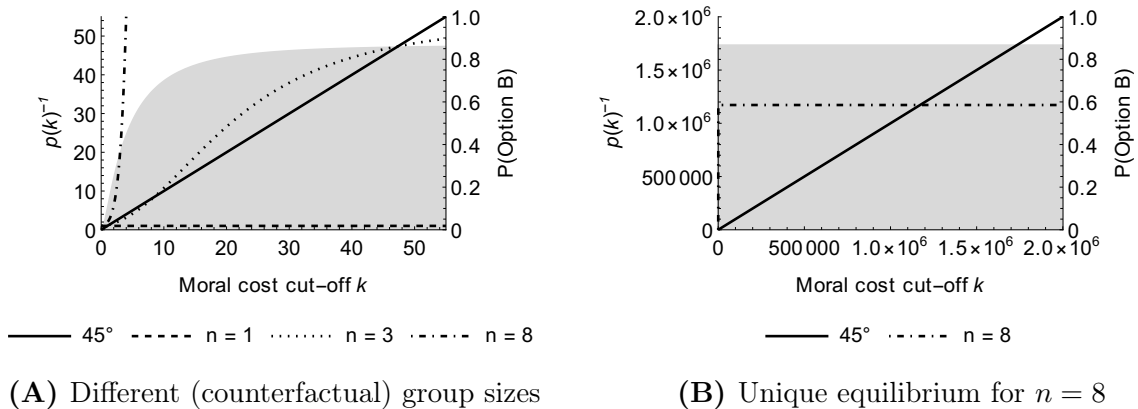 50
40
30
20
10
0
p(k)⁻¹
0 10 20 30 40 50
Moral cost cut−off k
1.0
0.8
0.6
0.4
0.2
0
P(Option B)
45° n = 1 n = 3 n = 8
(A) Different (counterfactual) group sizes
2.0×10⁶
1.5×10⁶
1.0×10⁶
500 000
0
p(k)⁻¹
0 500 000 1.0×10⁶ 1.5×10⁶ 2.0×10⁶
Moral cost cut−off k
1.0
0.8
0.6
0.4
0.2
0
P(Option B)
45° n = 8
(B) Unique equilibrium for n = 8